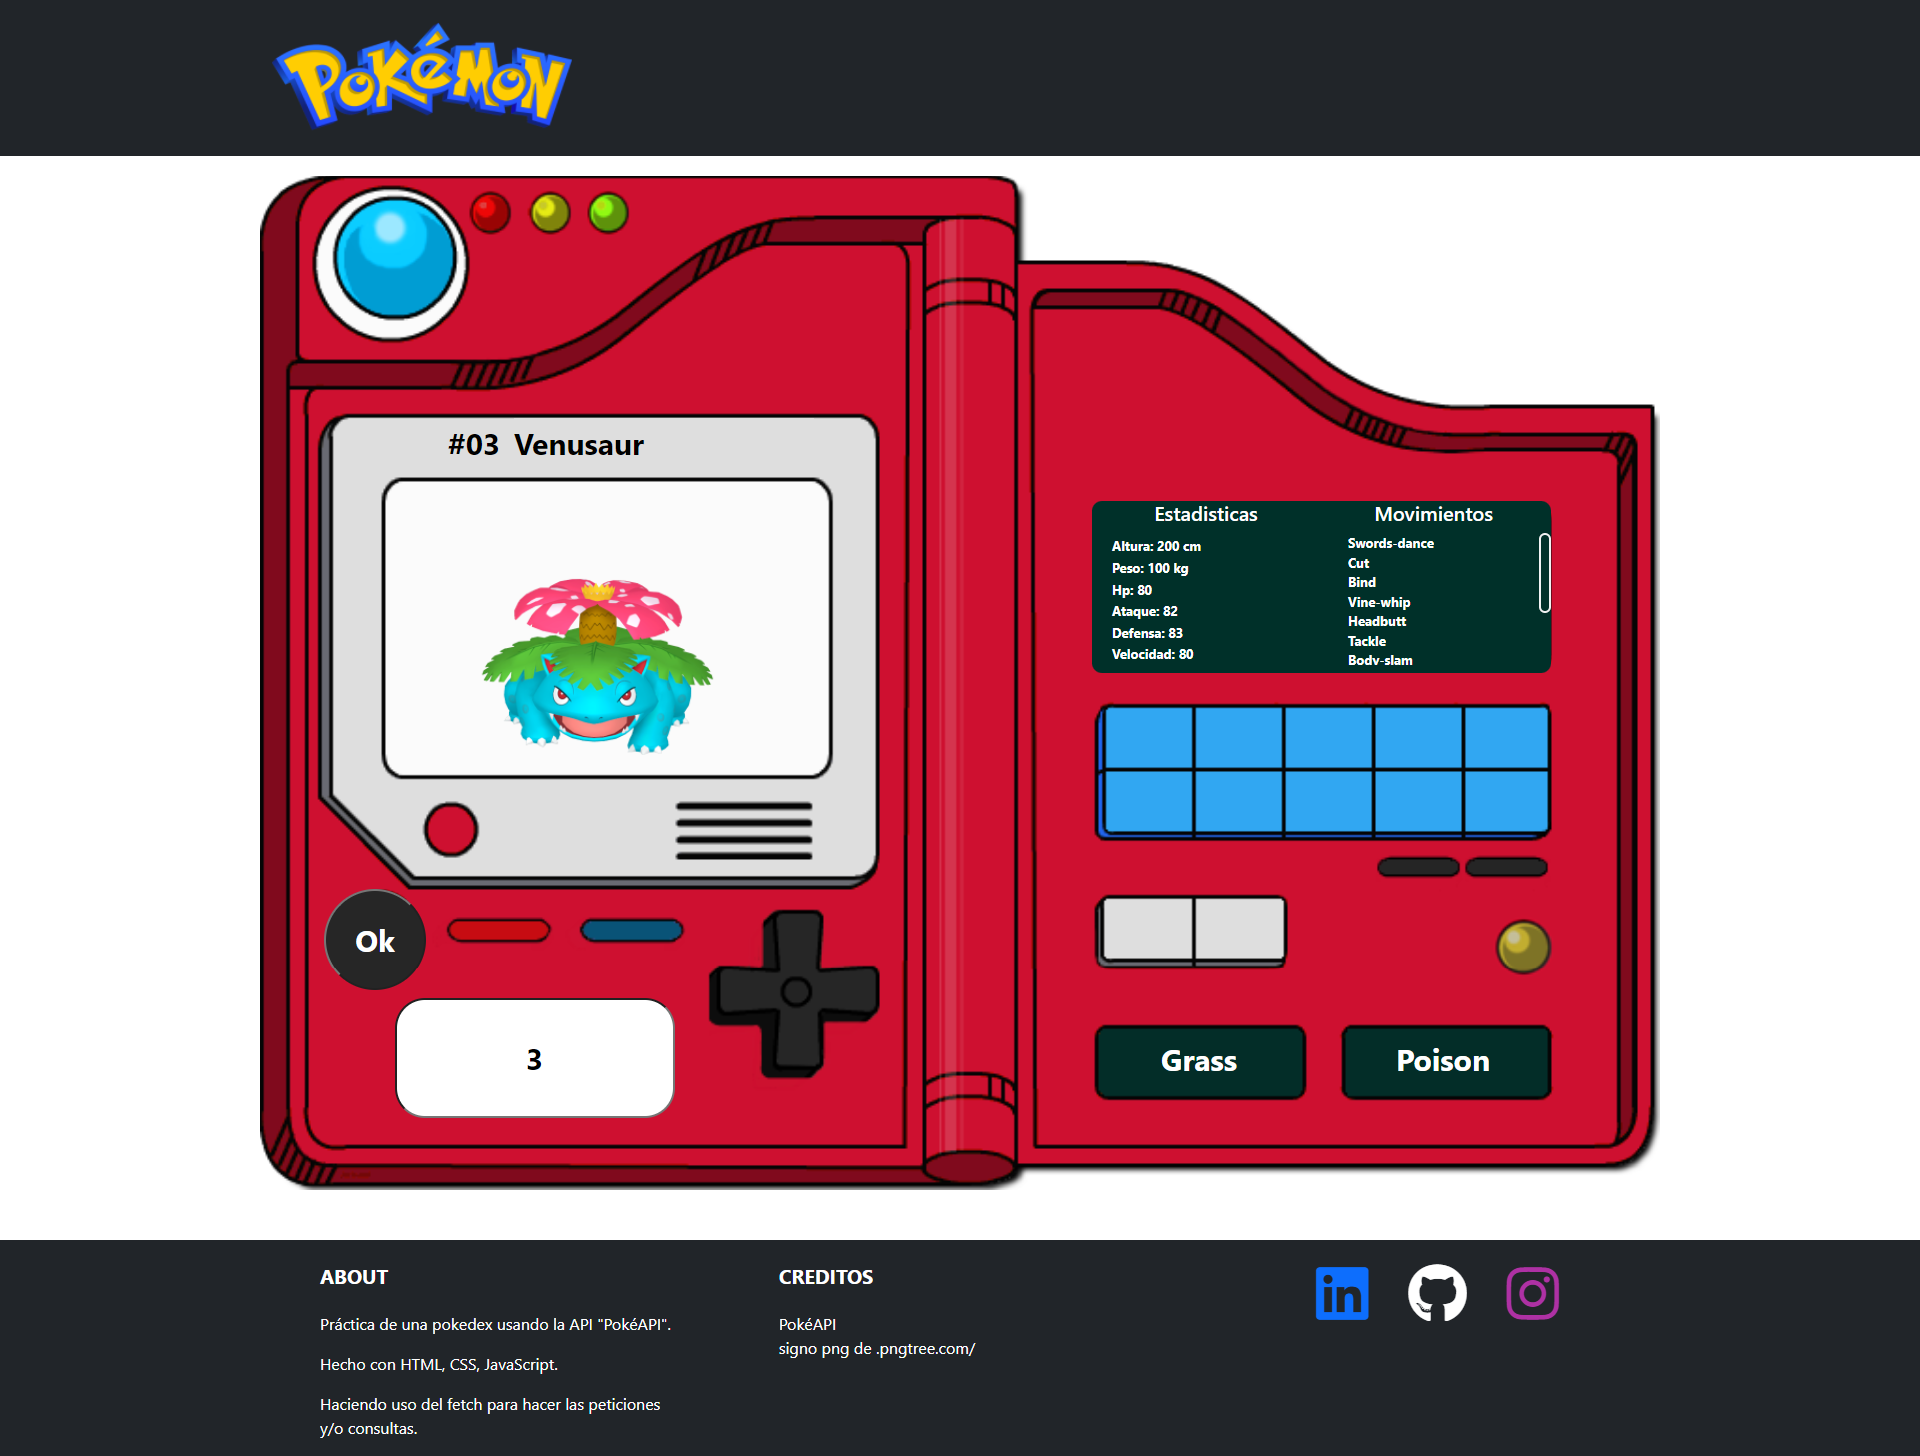 POKéMON
#03 Venusaur
Estadisticas
Altura: 200 cm
Peso: 100 kg
Hp: 80
Ataque: 82
Defensa: 83
Velocidad: 80
Movimientos
Swords-dance
Cut
Bind
Vine-whip
Headbutt
Tackle
Body-slam
Ok
3
Grass
Poison
ABOUT
Práctica de una pokedex usando la API "PokéAPI".
Hecho con HTML, CSS, JavaScript.
Haciendo uso del fetch para hacer las peticiones
y/o consultas.
CREDITOS
PokéAPI
signo png de .pngtree.com/
in